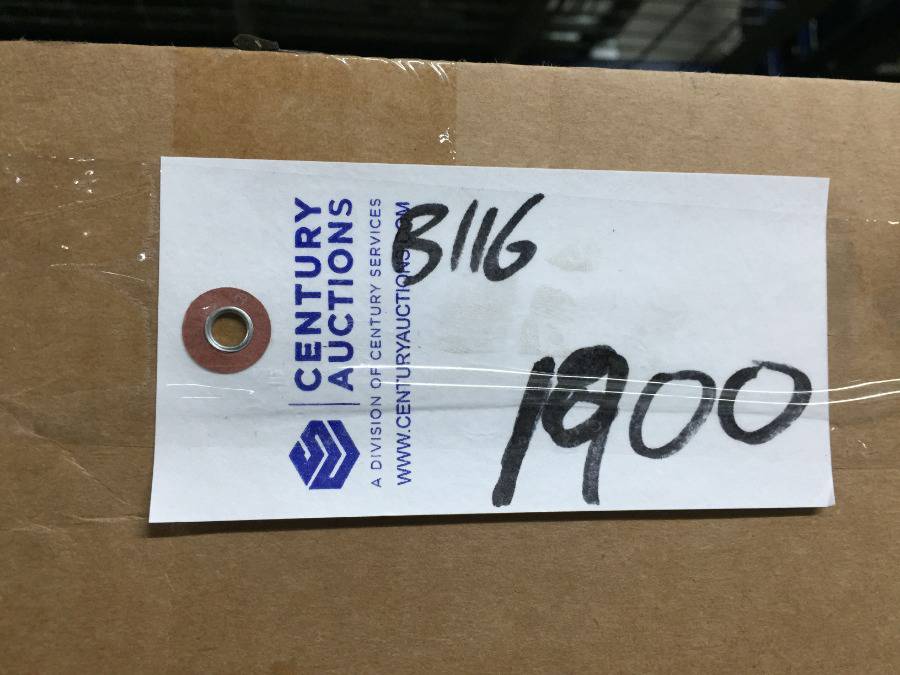 CENTURY
AUCTIONS
A DIVISION OF CENTURY SERVICES
WWW.CENTURYAUCTIONS.COM
B116
1900